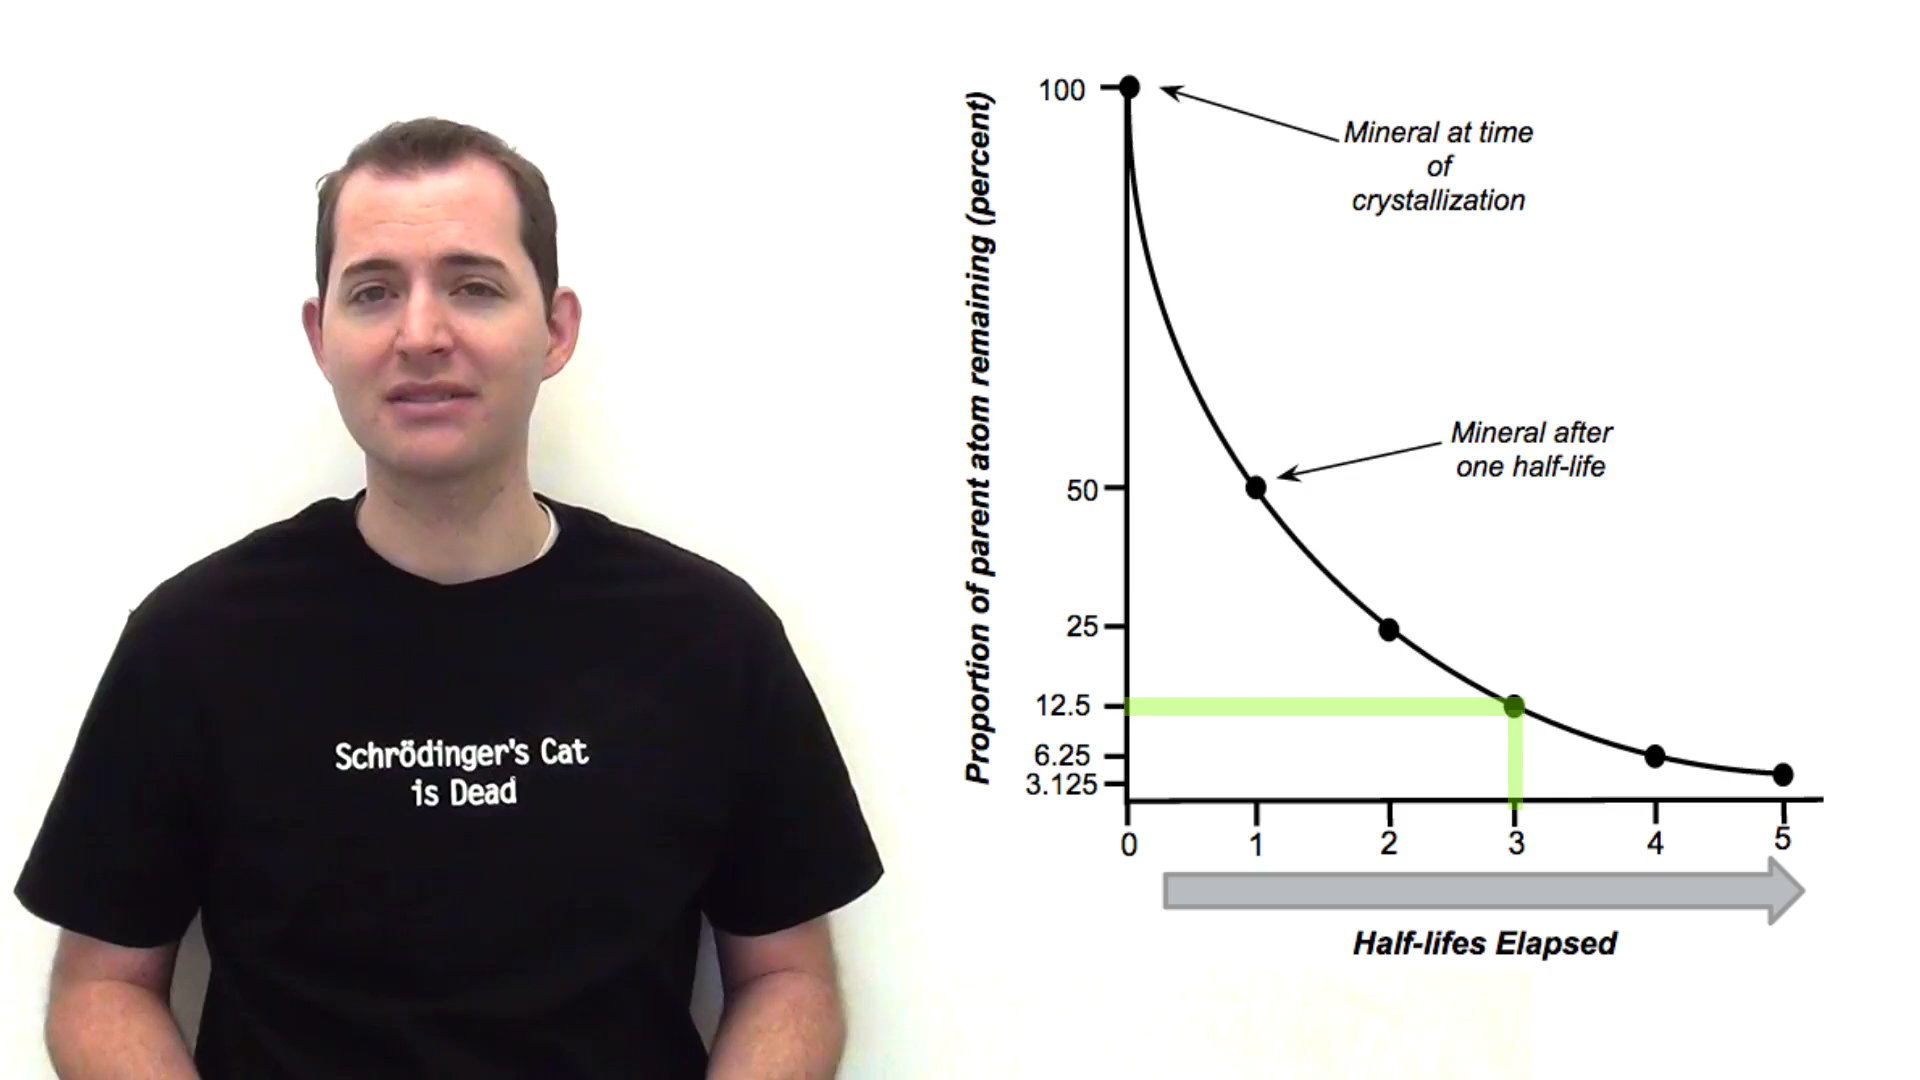 Schrödinger's Cat
is Dead
Proportion of parent atom remaining (percent)
100
50
25
12.5
6.25
3.125
Mineral at time
of
crystallization
Mineral after
one half-life
0 1 2 3 4 5
Half-lifes Elapsed